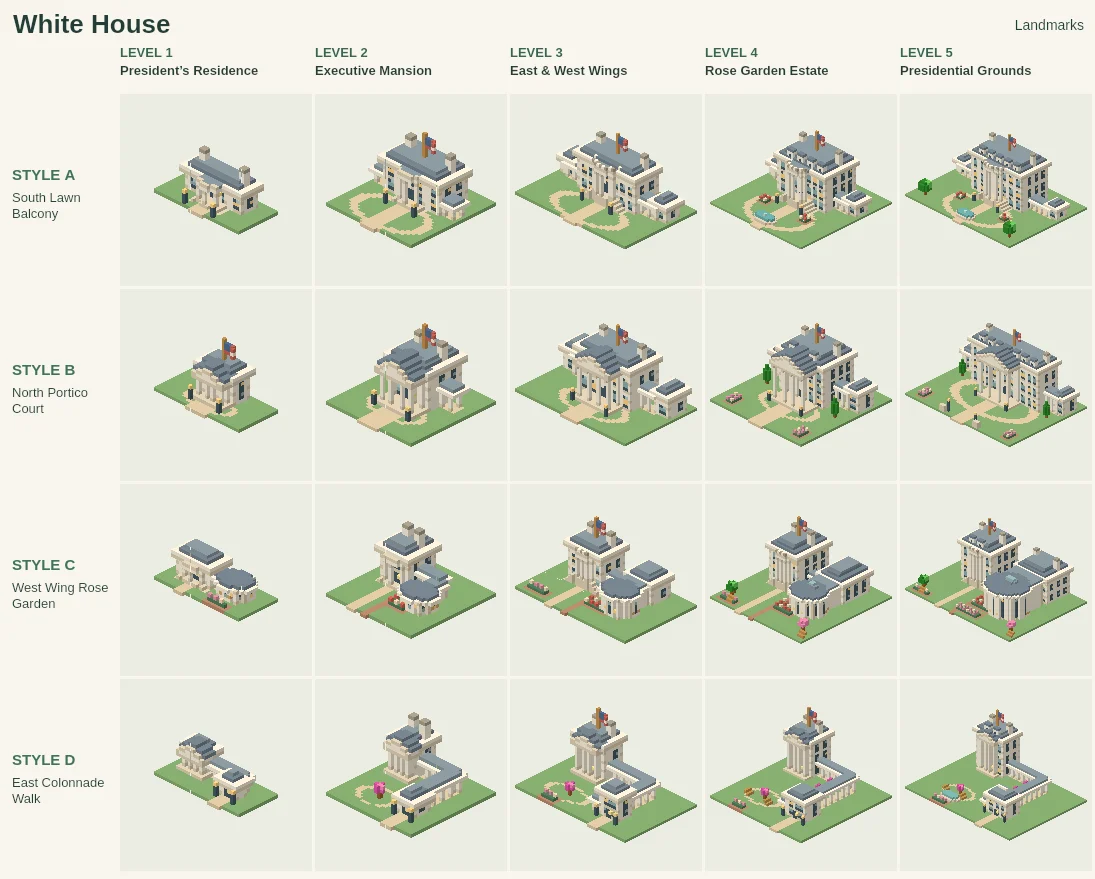 White House
Landmarks
LEVEL 1
President’s Residence
LEVEL 2
Executive Mansion
LEVEL 3
East & West Wings
LEVEL 4
Rose Garden Estate
LEVEL 5
Presidential Grounds
STYLE A
South Lawn
Balcony
STYLE B
North Portico
Court
STYLE C
West Wing Rose
Garden
STYLE D
East Colonnade
Walk